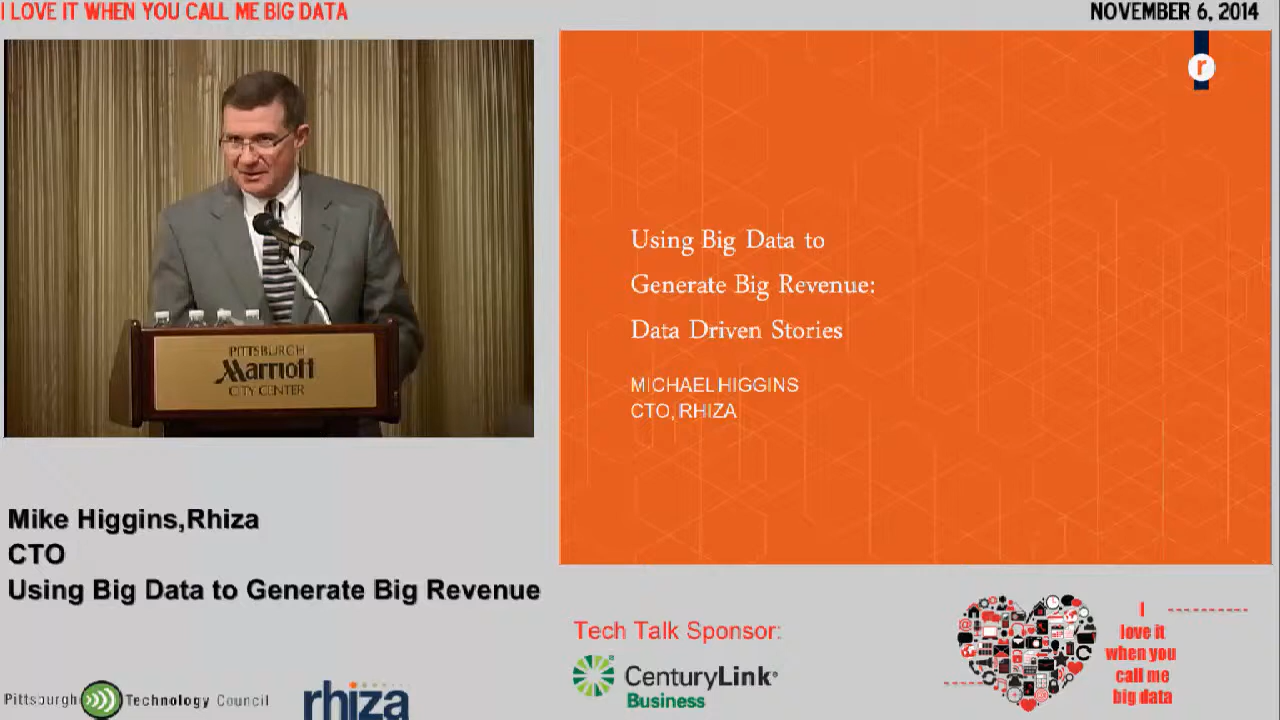 I LOVE IT WHEN YOU CALL ME BIG DATA
NOVEMBER 6, 2014
PITTSBURGH
Marriott
CITY CENTER
r
Using Big Data to
Generate Big Revenue:
Data Driven Stories
MICHAEL HIGGINS
CTO, RHIZA
Mike Higgins,Rhiza
CTO
Using Big Data to Generate Big Revenue
Pittsburgh Technology Council
rhiza
Tech Talk Sponsor:
CenturyLink®
Business
I
love it
when you
call me
big data